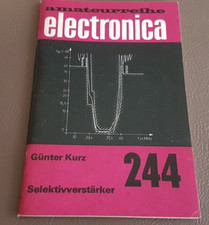 amateurreihe
electronica
Günter Kurz
244
Selektivverstärker